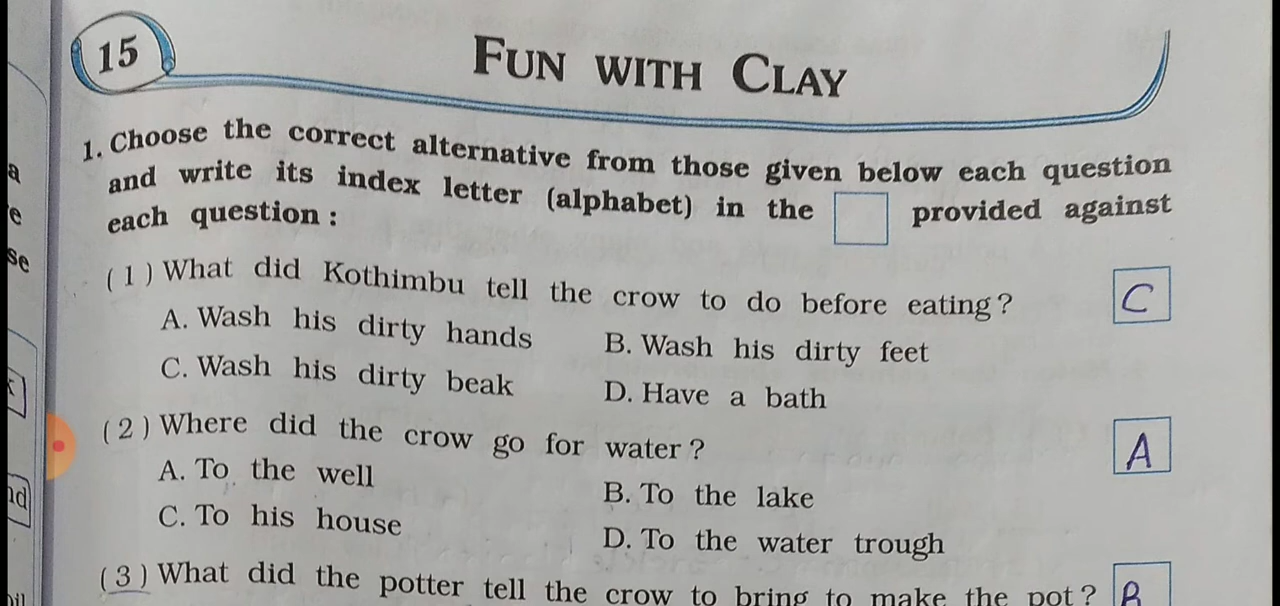 15
FUN WITH CLAY
1. Choose the correct alternative from those given below each question
and write its index letter (alphabet) in the provided against
each question :
(1) What did Kothimbu tell the crow to do before eating? C
A. Wash his dirty hands B. Wash his dirty feet
C. Wash his dirty beak D. Have a bath
(2) Where did the crow go for water? A
A. To the well B. To the lake
C. To his house D. To the water trough
(3) What did the potter tell the crow to bring to make the pot? B
a
e
se
nd